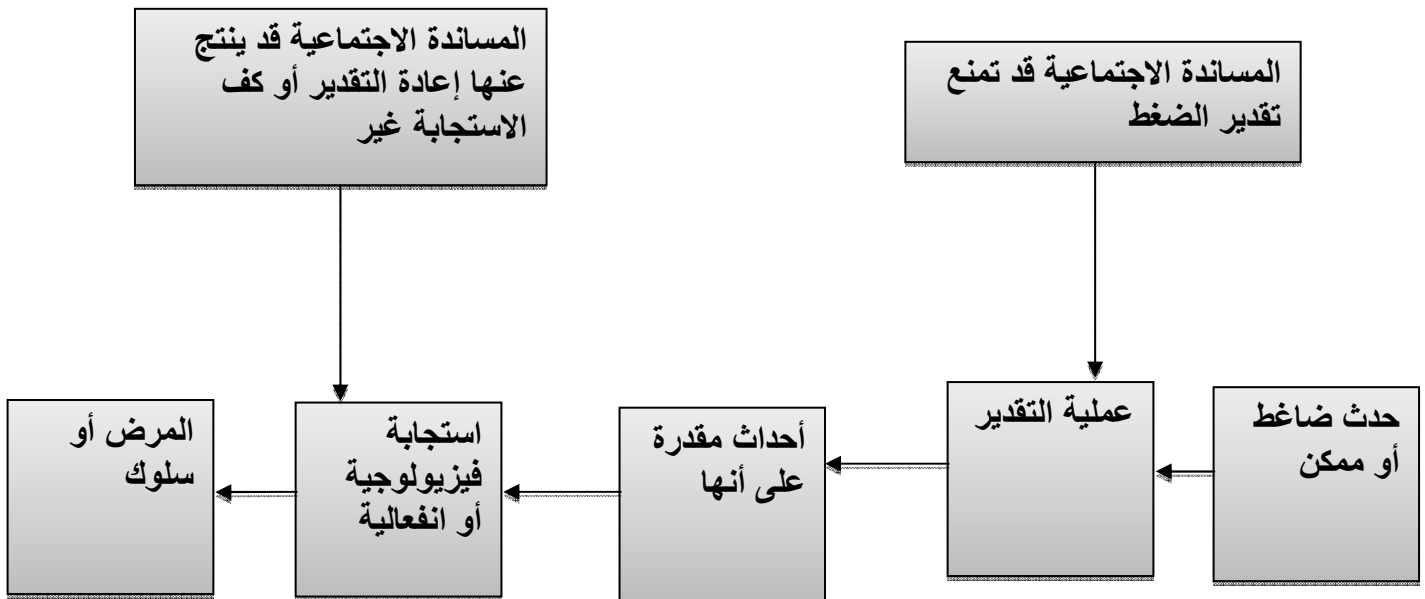 المساندة الاجتماعية قد تمنع
تقدير الضغط
المساندة الاجتماعية قد ينتج
عنها إعادة التقدير أو كف
الاستجابة غير
حدث ضاغط
أو ممكن
عملية التقدير
أحداث مقدرة
على أنها
استجابة
فيزيولوجية
أو انفعالية
المرض أو
سلوك